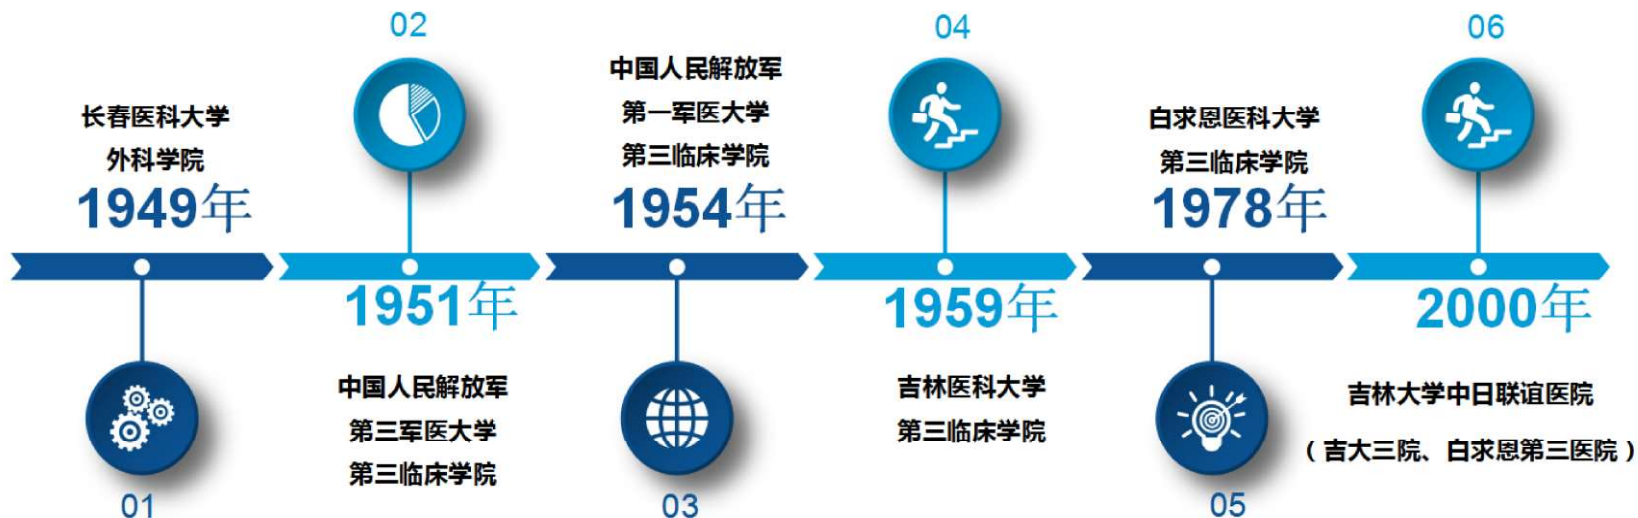 01
长春医科大学
外科学院
1949年
02
1951年
中国人民解放军
第三军医大学
第三临床学院
03
中国人民解放军
第一军医大学
第三临床学院
1954年
04
1959年
吉林医科大学
第三临床学院
05
白求恩医科大学
第三临床学院
1978年
06
2000年
吉林大学中日联谊医院
（吉大三院、白求恩第三医院）